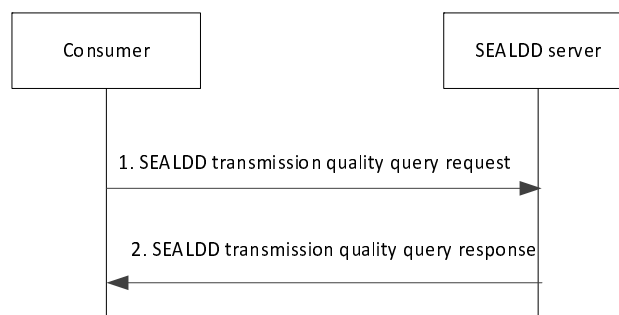 Consumer
SEALDD server
1. SEALDD transmission quality query request
2. SEALDD transmission quality query response